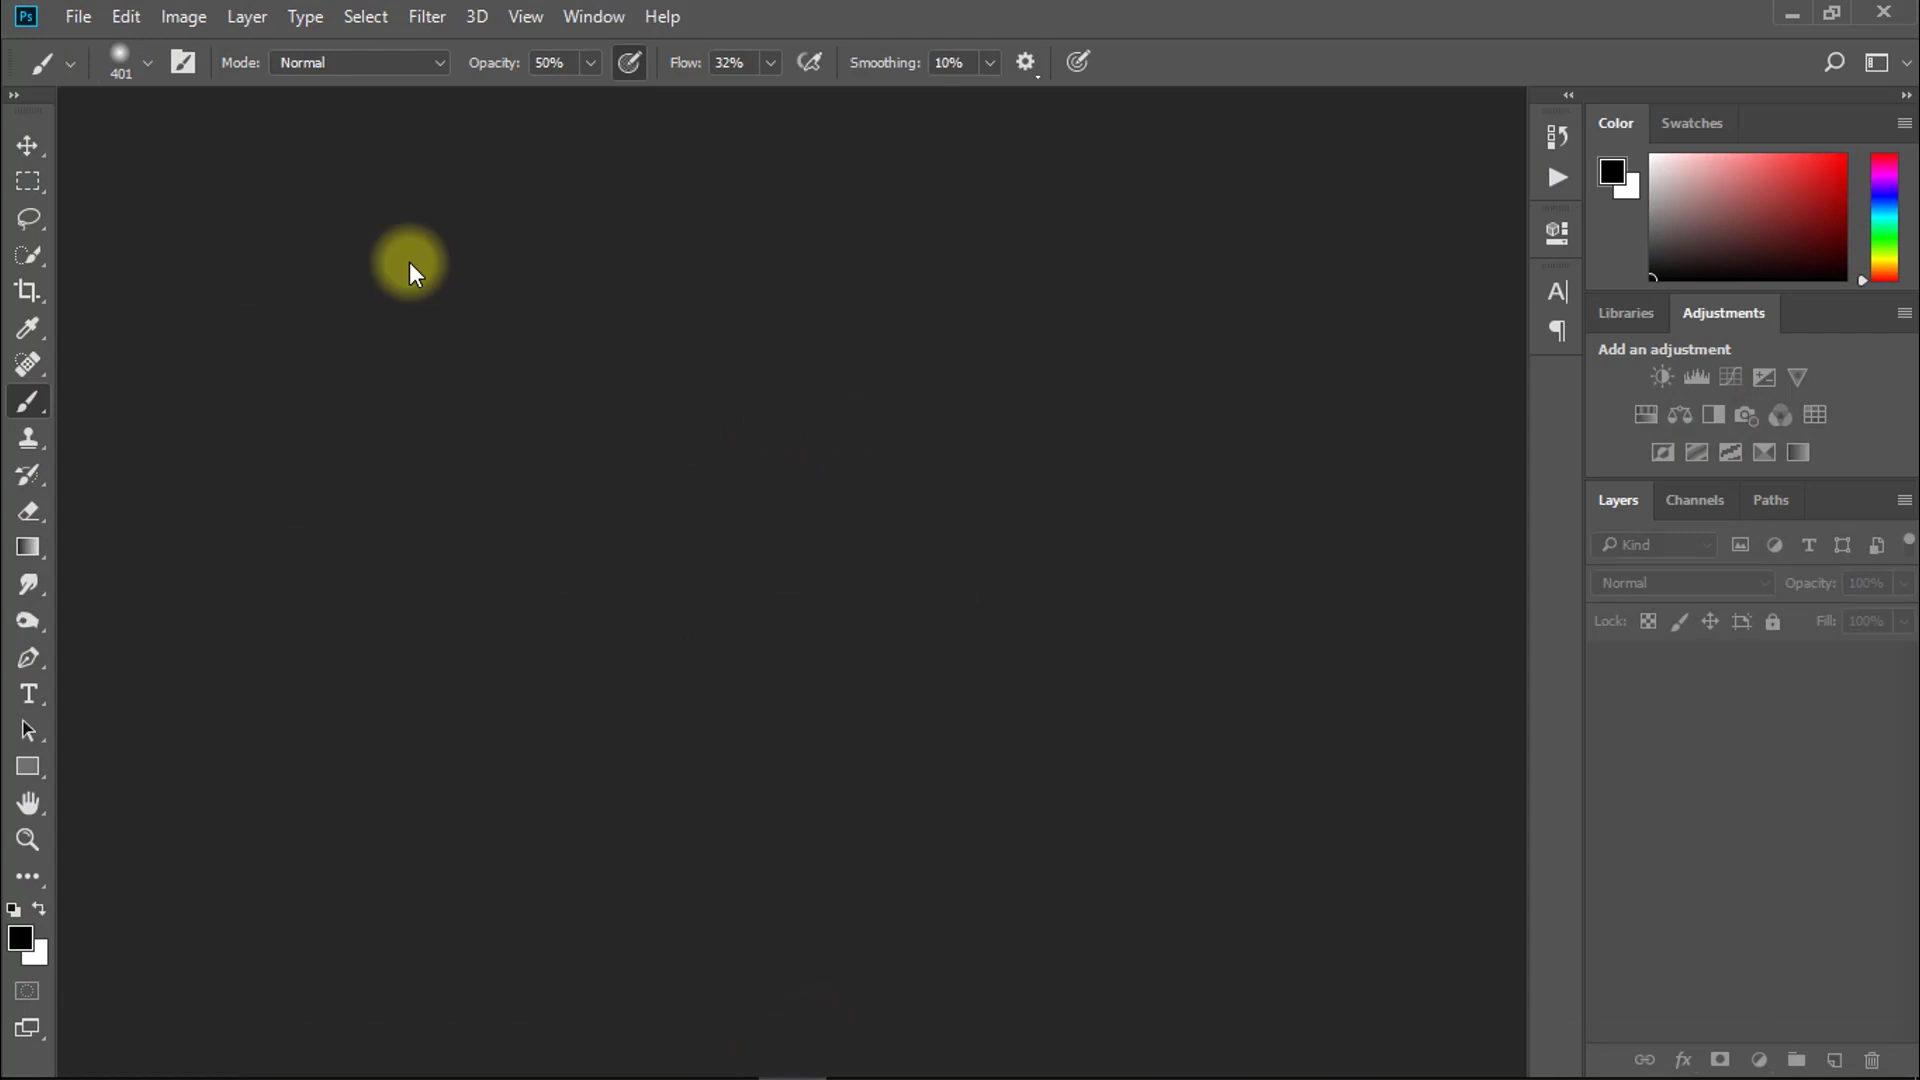 Ps File Edit Image Layer Type Select Filter 3D View Window Help
401 Mode: Normal Opacity: 50% Flow: 32% Smoothing: 10%
Color Swatches
Libraries Adjustments
Add an adjustment
Layers Channels Paths
Kind
Normal Opacity: 100%
Lock: Fill: 100%